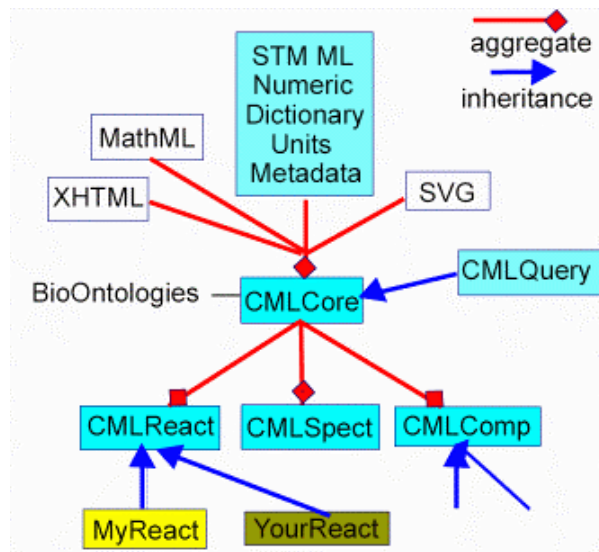 aggregate
inheritance
STM ML
Numeric
Dictionary
Units
Metadata
MathML
XHTML
SVG
CMLQuery
BioOntologies
CMLCore
CMLReact
CMLSpect
CMLComp
MyReact
YourReact